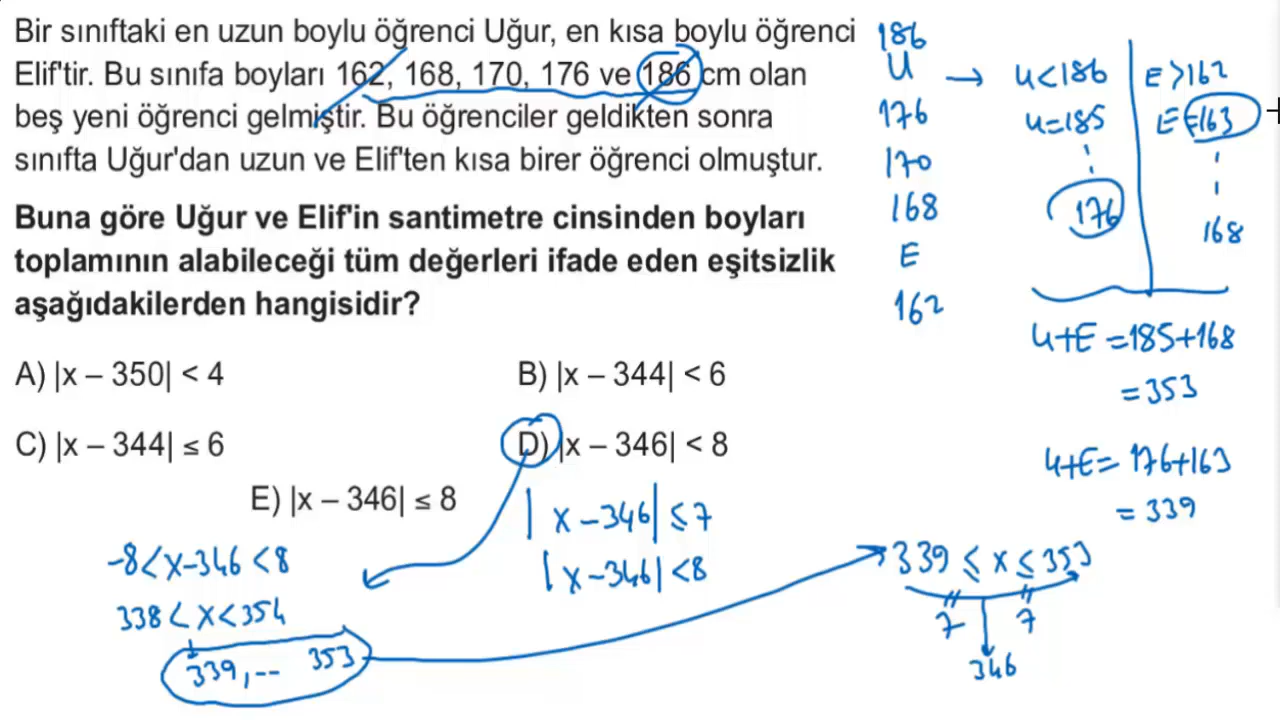 Bir sınıftaki en uzun boylu öğrenci Uğur, en kısa boylu öğrenci
Elif'tir. Bu sınıfa boyları 162, 168, 170, 176 ve 186 cm olan
beş yeni öğrenci gelmiştir. Bu öğrenciler geldikten sonra
sınıfta Uğur'dan uzun ve Elif'ten kısa birer öğrenci olmuştur.
Buna göre Uğur ve Elif'in santimetre cinsinden boyları
toplamının alabileceği tüm değerleri ifade eden eşitsizlik
aşağıdakilerden hangisidir?
A) |x – 350| < 4
B) |x – 344| < 6
C) |x – 344| ≤ 6
D) |x – 346| < 8
E) |x – 346| ≤ 8
|x – 346| ≤ 7
|x – 346| < 8
-8 < x – 346 < 8
338 < x < 354
339, -- 353
186
U
176
170
168
E
162
→ u < 186
u = 185
176
E > 162
E = 163
168
u+E = 185+168
= 353
u+E = 176+163
= 339
339 ≤ x ≤ 353
7
7
346